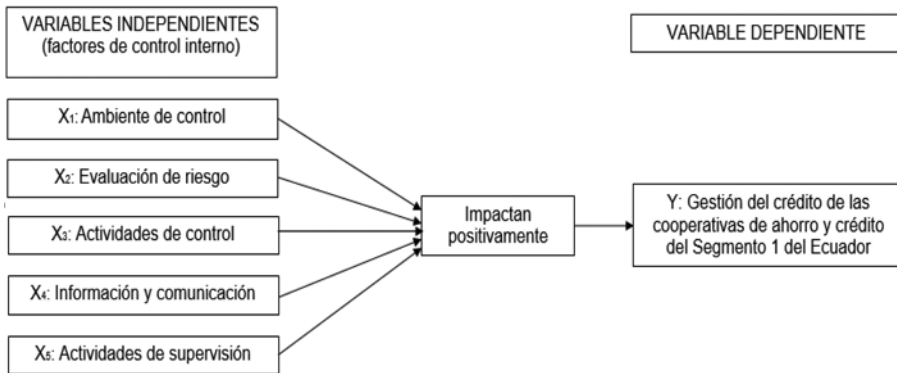 VARIABLES INDEPENDIENTES
(factores de control interno)
VARIABLE DEPENDIENTE
X₁: Ambiente de control
X₂: Evaluación de riesgo
X₃: Actividades de control
X₄: Información y comunicación
X₅: Actividades de supervisión
Impactan
positivamente
Y: Gestión del crédito de las
cooperativas de ahorro y crédito
del Segmento 1 del Ecuador